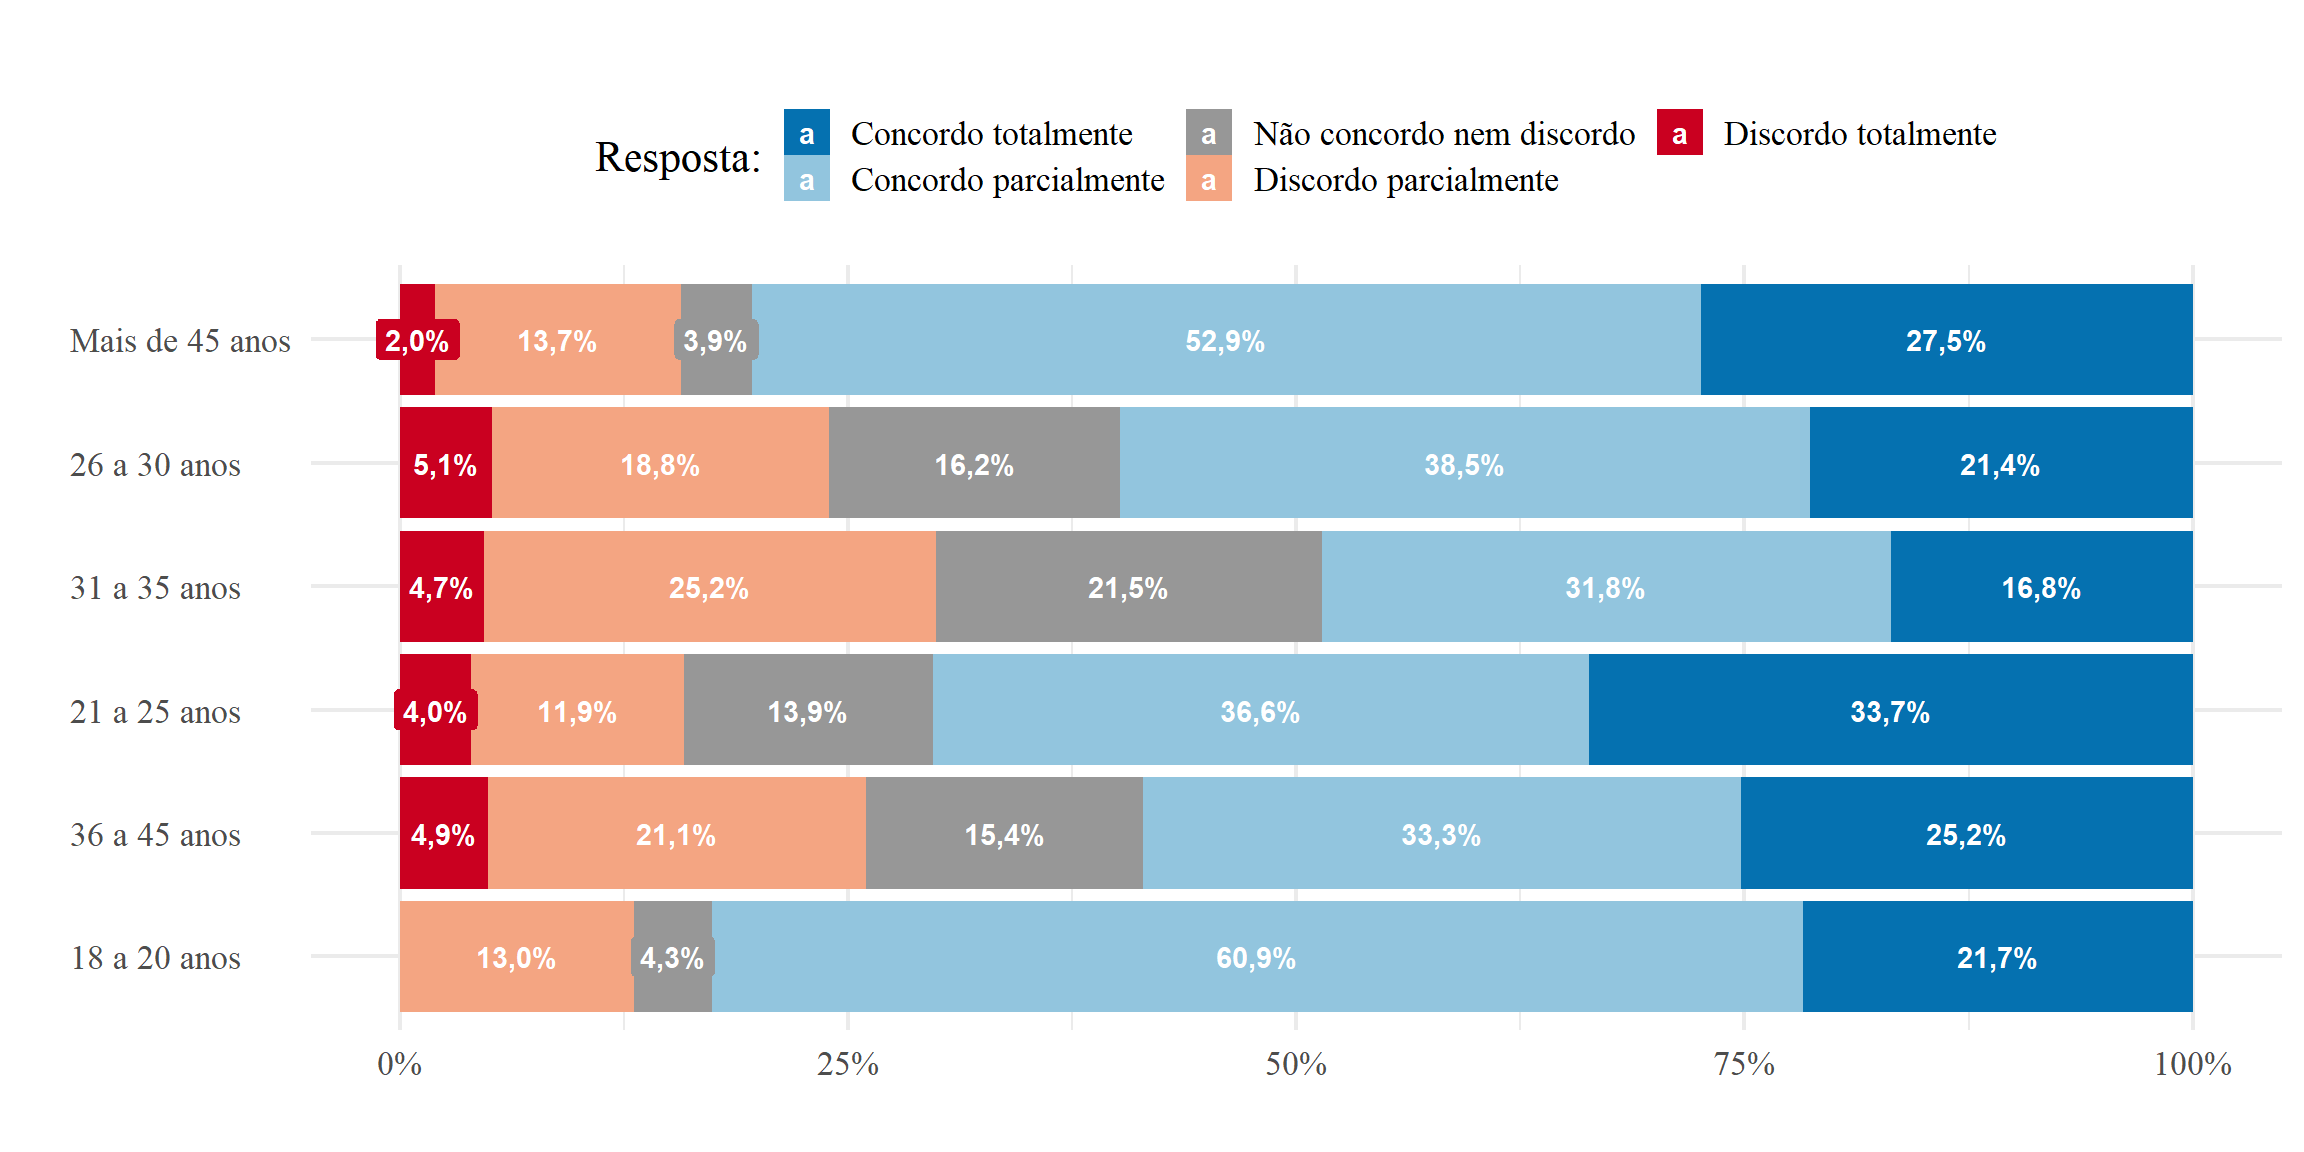 Resposta:
a Concordo totalmente a Não concordo nem discordo a Discordo totalmente
a Concordo parcialmente a Discordo parcialmente
Mais de 45 anos 2,0% 13,7% 3,9% 52,9% 27,5%
26 a 30 anos 5,1% 18,8% 16,2% 38,5% 21,4%
31 a 35 anos 4,7% 25,2% 21,5% 31,8% 16,8%
21 a 25 anos 4,0% 11,9% 13,9% 36,6% 33,7%
36 a 45 anos 4,9% 21,1% 15,4% 33,3% 25,2%
18 a 20 anos 13,0% 4,3% 60,9% 21,7%
0% 25% 50% 75% 100%